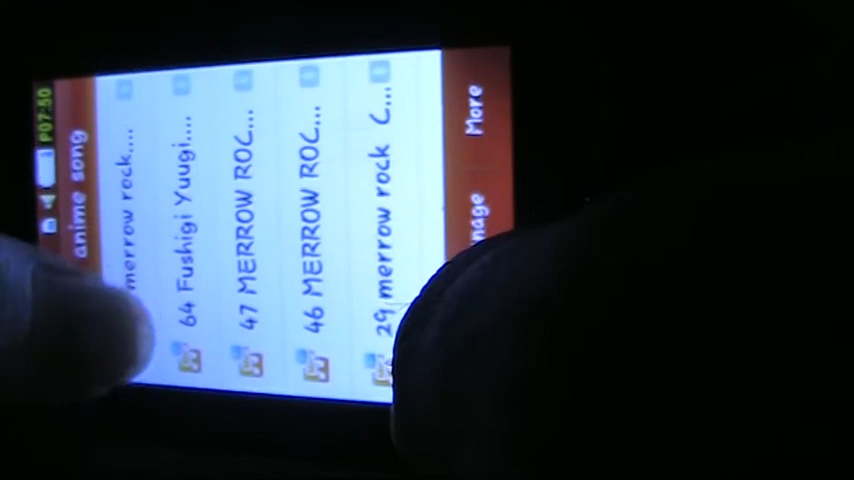 P07:50
anime song
merrow rock....
64 Fushigi Yuugi....
47 MERROW ROC...
46 MERROW ROC...
29 merrow rock C...
nage More